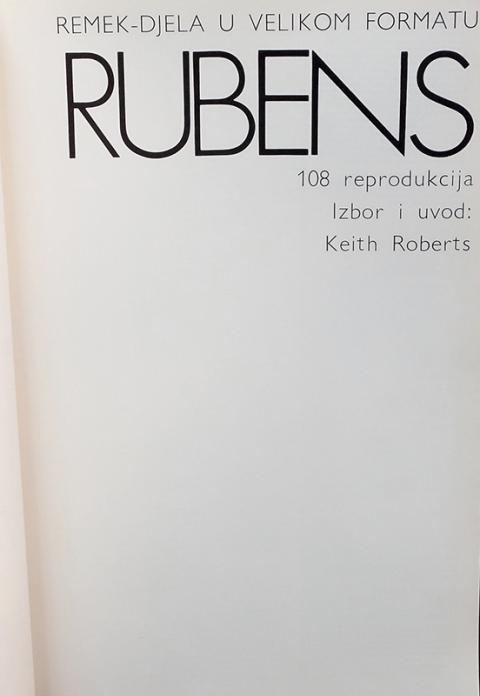 REMEK-DJELA U VELIKOM FORMATU
RUBENS
108 reprodukcija
Izbor i uvod:
Keith Roberts